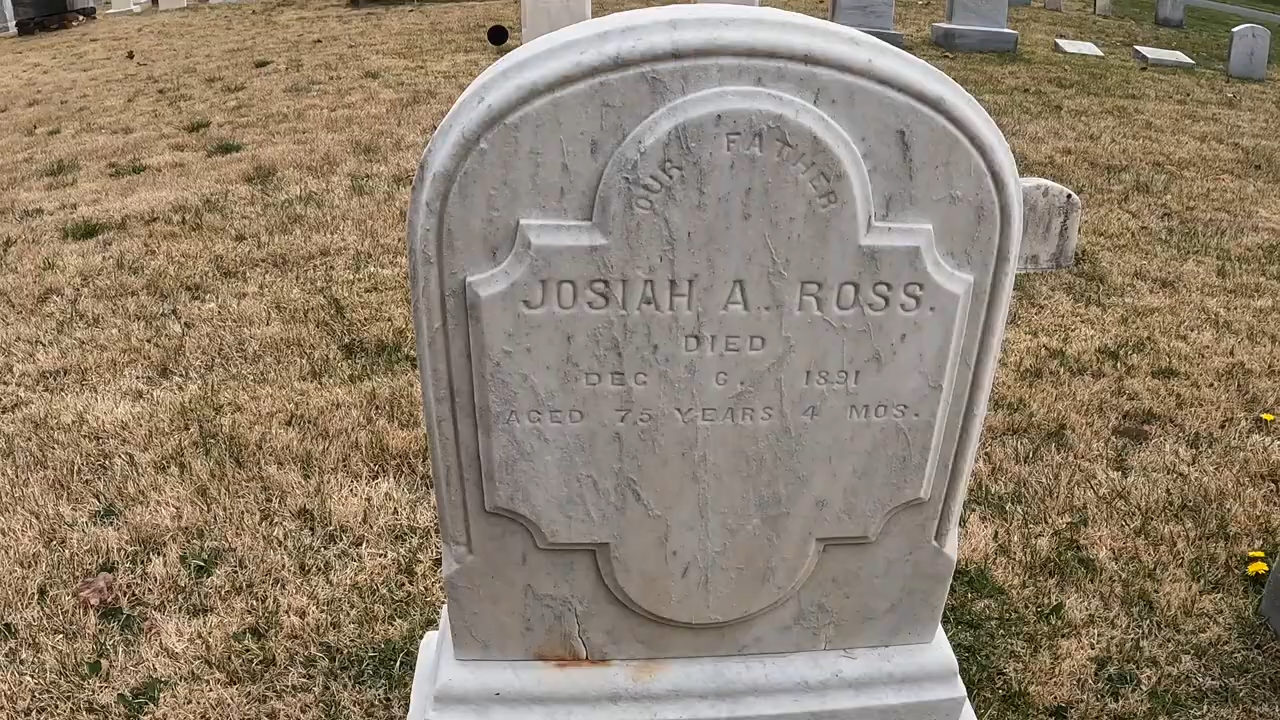 OUR FATHER
JOSIAH A. ROSS.
DIED
DEC 6. 1891
AGED 75 YEARS 4 MOS.